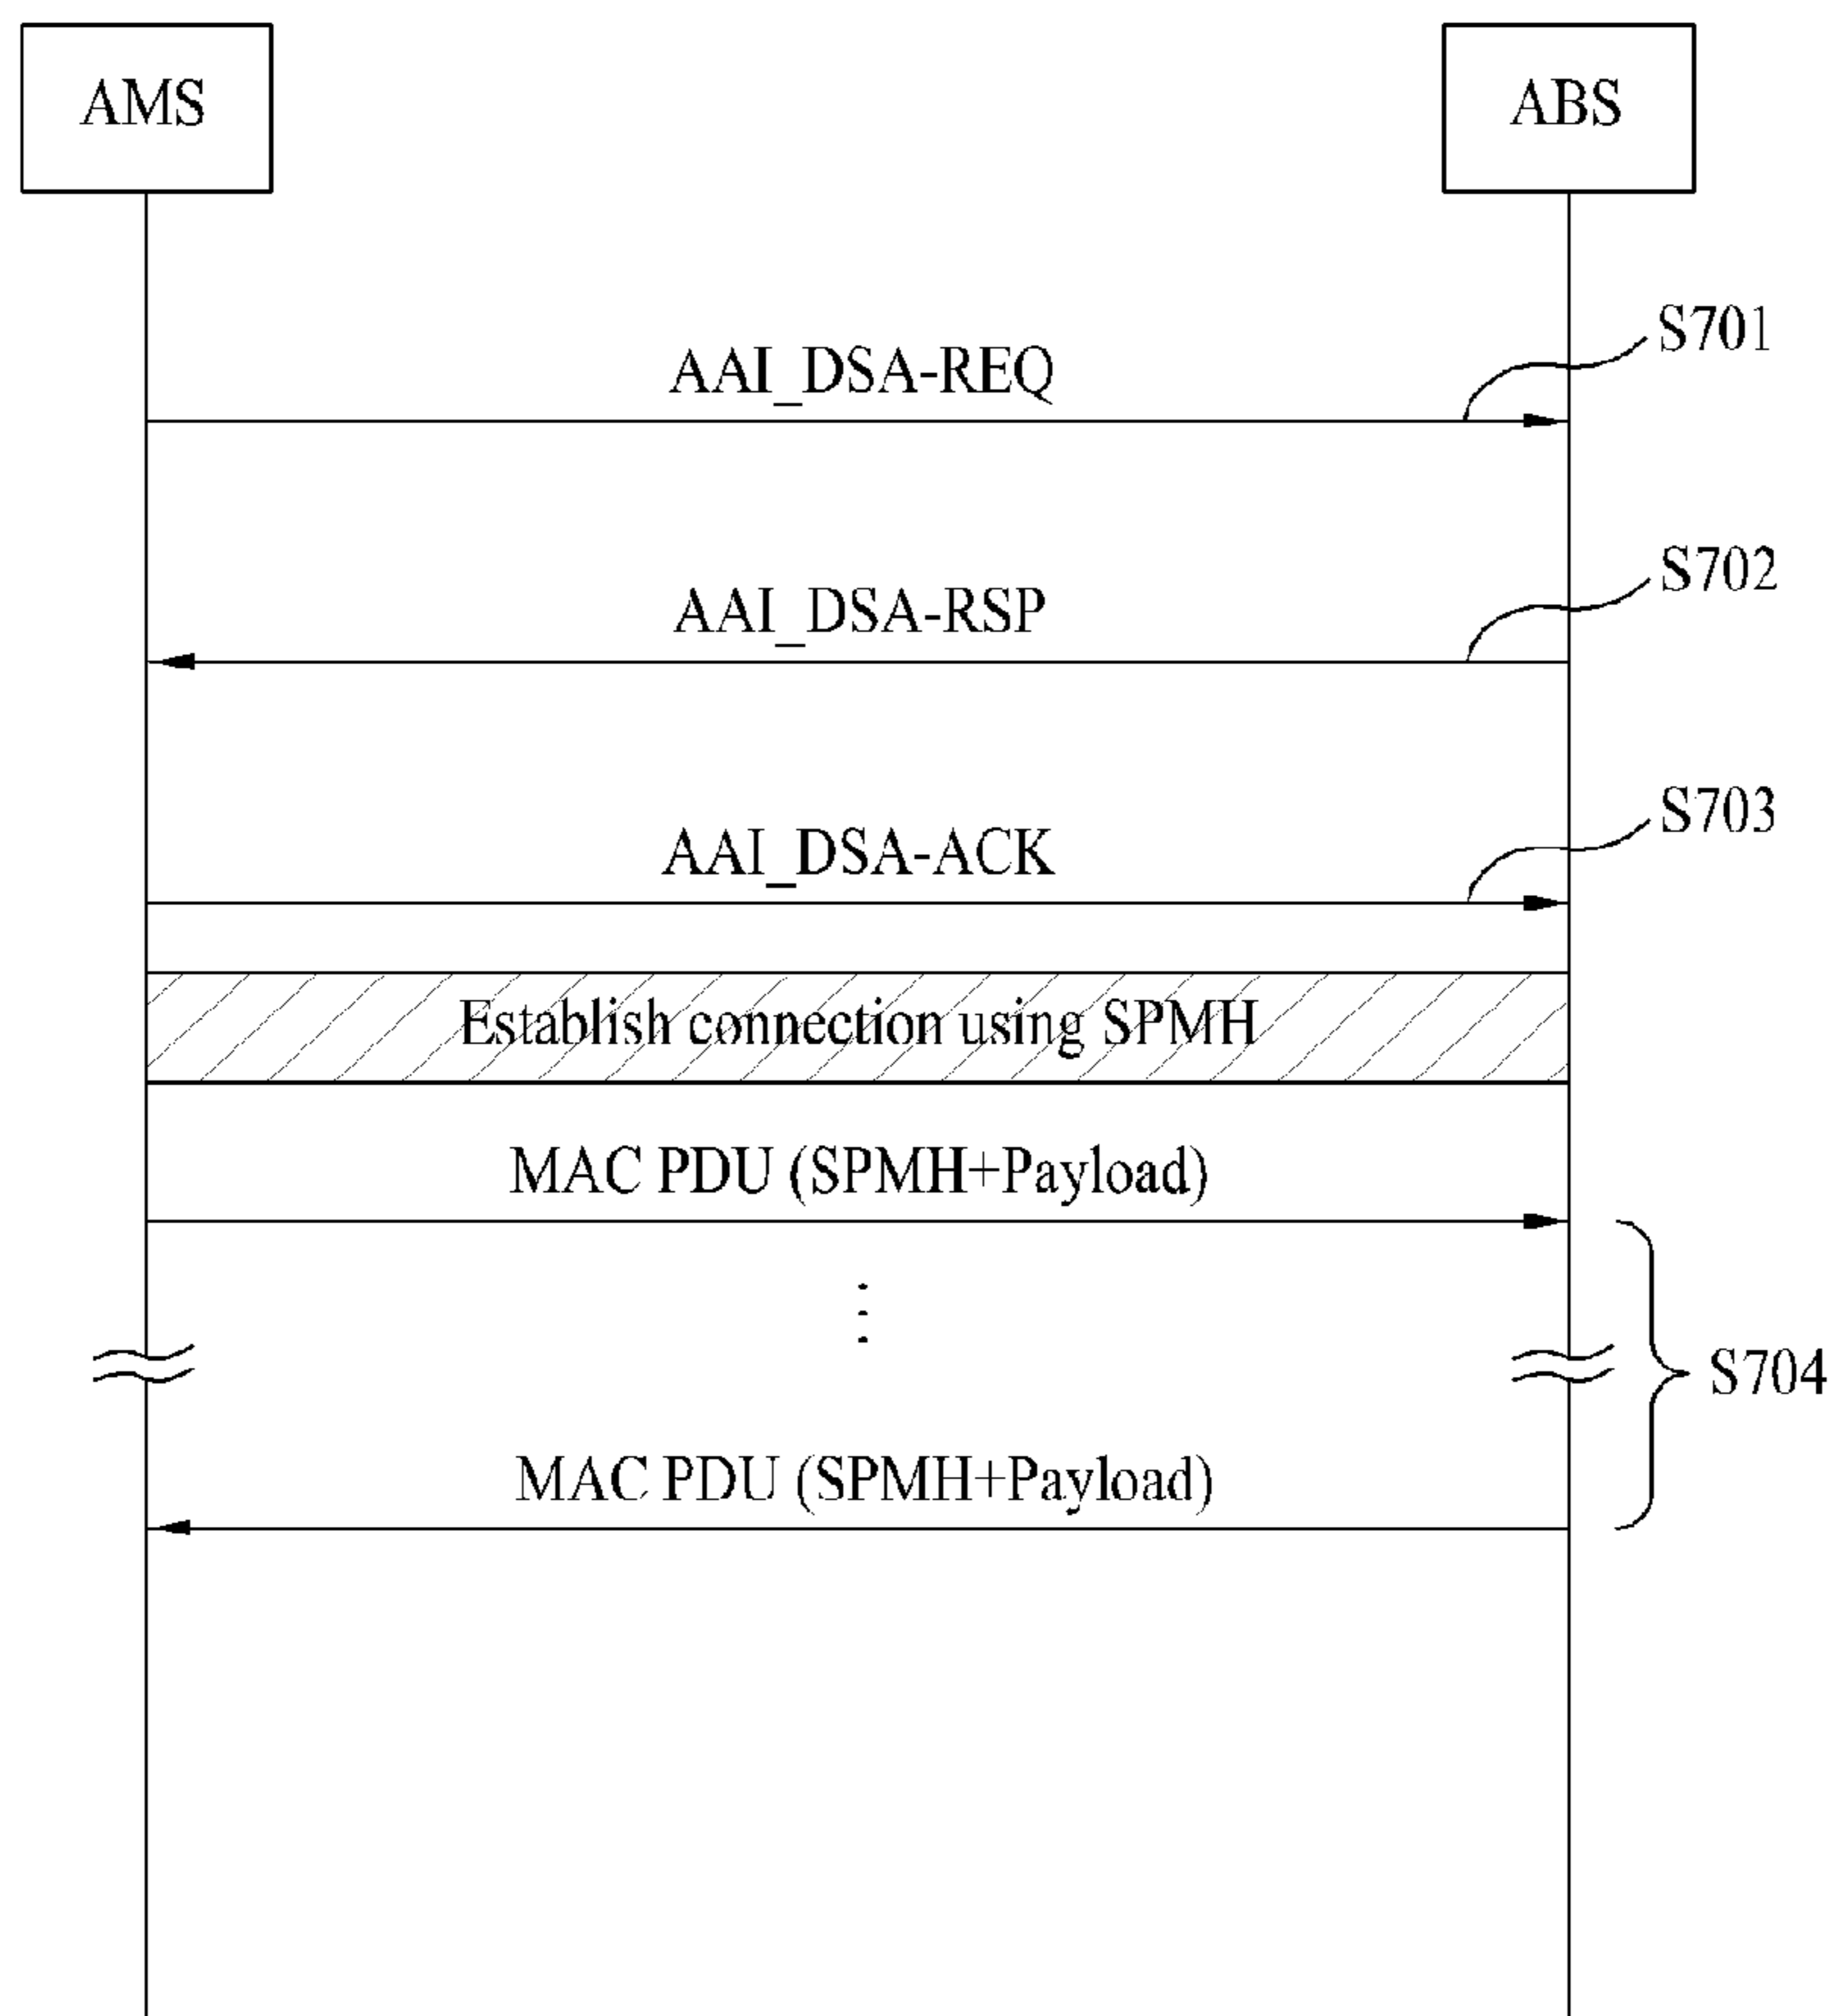 AMS
ABS
S701
AAI_DSA-REQ
S702
AAI_DSA-RSP
S703
AAI_DSA-ACK
Establish connection using SPMH
MAC PDU (SPMH+Payload)
S704
MAC PDU (SPMH+Payload)